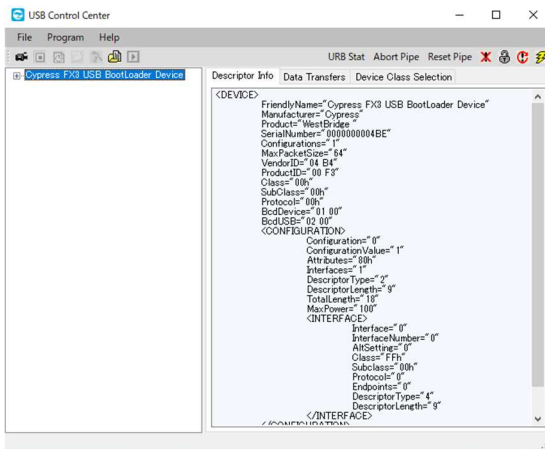 USB Control Center
File Program Help
URB Stat Abort Pipe Reset Pipe
Cypress FX3 USB BootLoader Device
Descriptor Info Data Transfers Device Class Selection
<DEVICE>
FriendlyName="Cypress FX3 USB BootLoader Device"
Manufacturer="Cypress"
Product="WestBridge "
SerialNumber="0000000004BE"
Configurations="1"
MaxPacketSize="64"
VendorID="04 B4"
ProductID="00 F3"
Class="00h"
SubClass="00h"
Protocol="00h"
BcdDevice="01 00"
BcdUSB="02 00"
<CONFIGURATION>
Configuration="0"
ConfigurationValue="1"
Attributes="80h"
Interfaces="1"
DescriptorType="2"
DescriptorLength="9"
TotalLength="18"
MaxPower="100"
<INTERFACE>
Interface="0"
InterfaceNumber="0"
AltSetting="0"
Class="FFh"
Subclass="00h"
Protocol="0"
Endpoints="0"
DescriptorType="4"
DescriptorLength="9"
</INTERFACE>
</CONFIGURATION>